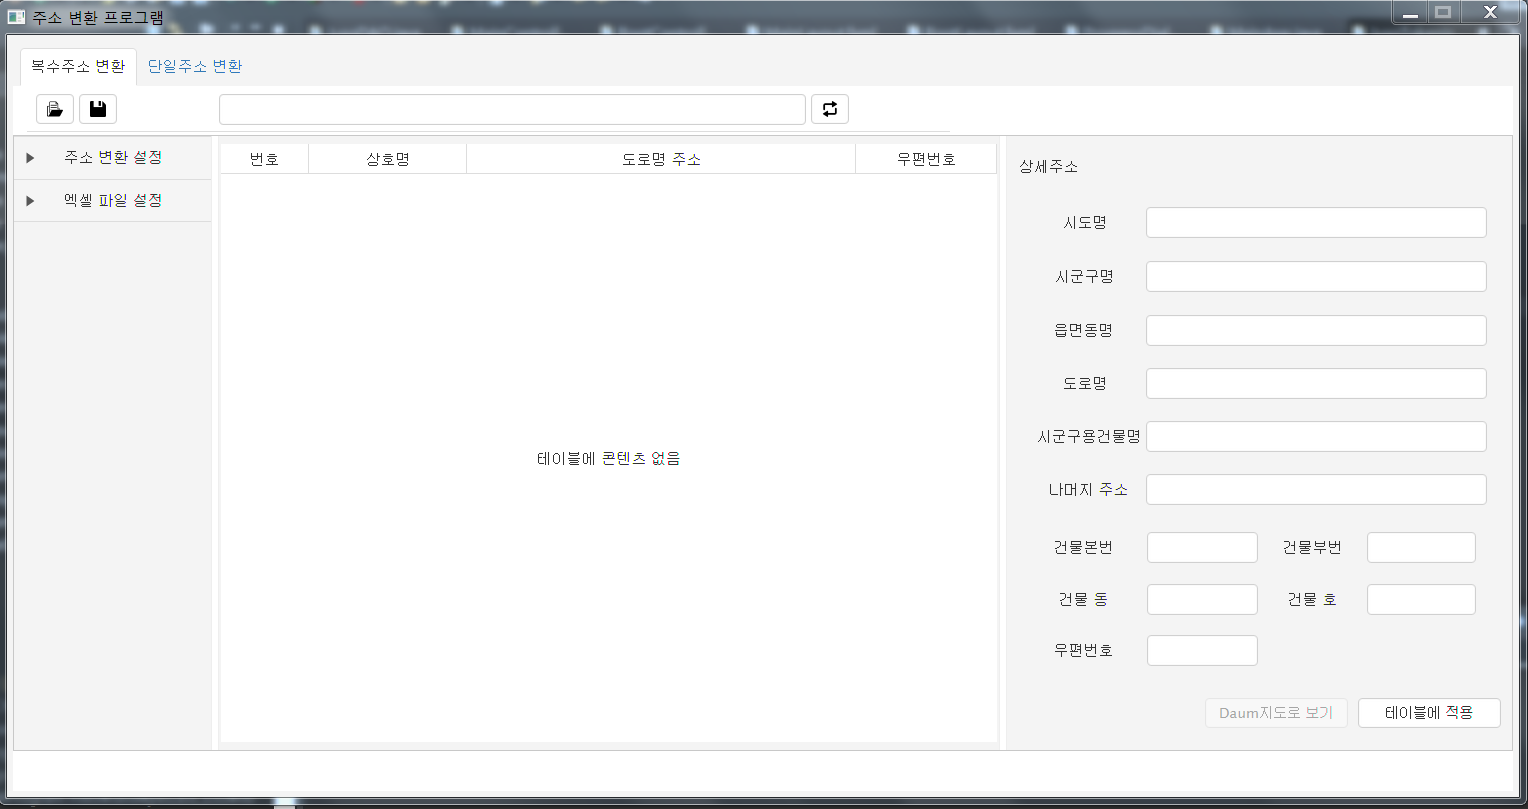 주소 변환 프로그램
복수주소 변환 단일주소 변환
주소 변환 설정
엑셀 파일 설정
번호 상호명 도로명 주소 우편번호
테이블에 콘텐츠 없음
상세주소
시도명
시군구명
읍면동명
도로명
시군구용건물명
나머지 주소
건물본번 건물부번
건물 동 건물 호
우편번호
Daum지도로 보기 테이블에 적용